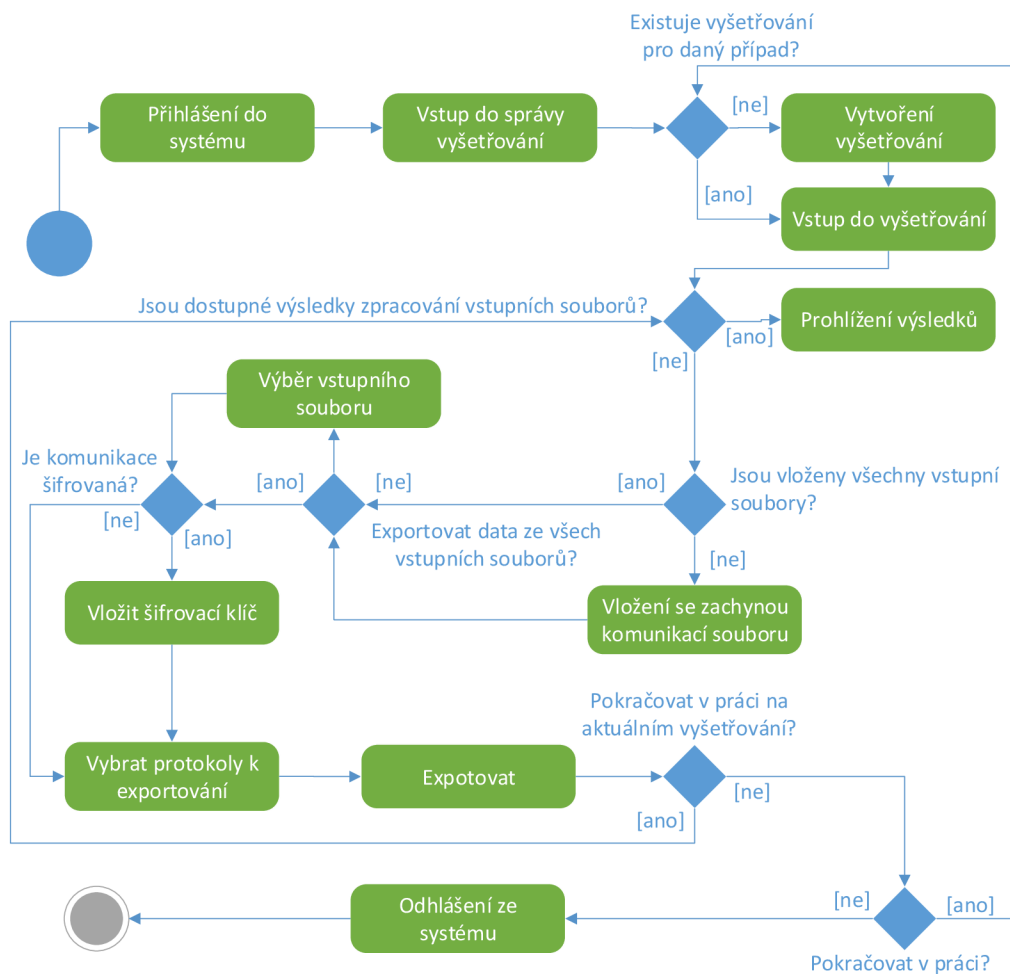 Existuje vyšetřování
pro daný případ?
[ne]
Přihlášení do
systému
Vstup do správy
vyšetřování
Vytvoření
vyšetřování
[ano]
Vstup do vyšetřování
Jsou dostupné výsledky zpracování vstupních souborů?
[ano]
Prohlížení výsledků
[ne]
Výběr vstupního
souboru
Je komunikace
šifrovaná?
[ano]
[ne]
[ano]
Jsou vloženy všechny vstupní
soubory?
[ne]
[ano]
Exportovat data ze všech
vstupních souborů?
[ne]
Vložit šifrovací klíč
Vložení se zachynou
komunikací souboru
Pokračovat v práci na
aktuálním vyšetřování?
Vybrat protokoly k
exportování
Expotovat
[ne]
[ano]
Odhlášení ze
systému
[ne]
[ano]
Pokračovat v práci?